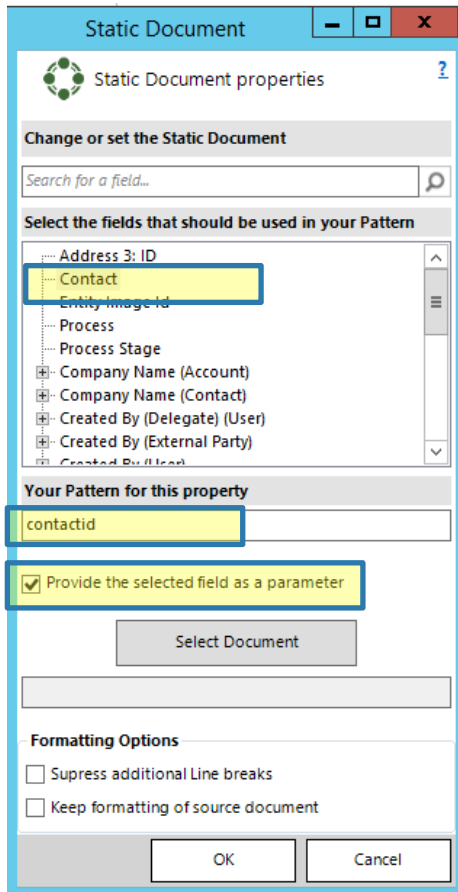 Static Document
x
Static Document properties
?
Change or set the Static Document
Search for a field...
Select the fields that should be used in your Pattern
Address 3: ID
Contact
Entity Image Id
Process
Process Stage
Company Name (Account)
Company Name (Contact)
Created By (Delegate) (User)
Created By (External Party)
Created By (User)
Your Pattern for this property
contactid
Provide the selected field as a parameter
Select Document
Formatting Options
Supress additional Line breaks
Keep formatting of source document
OK
Cancel